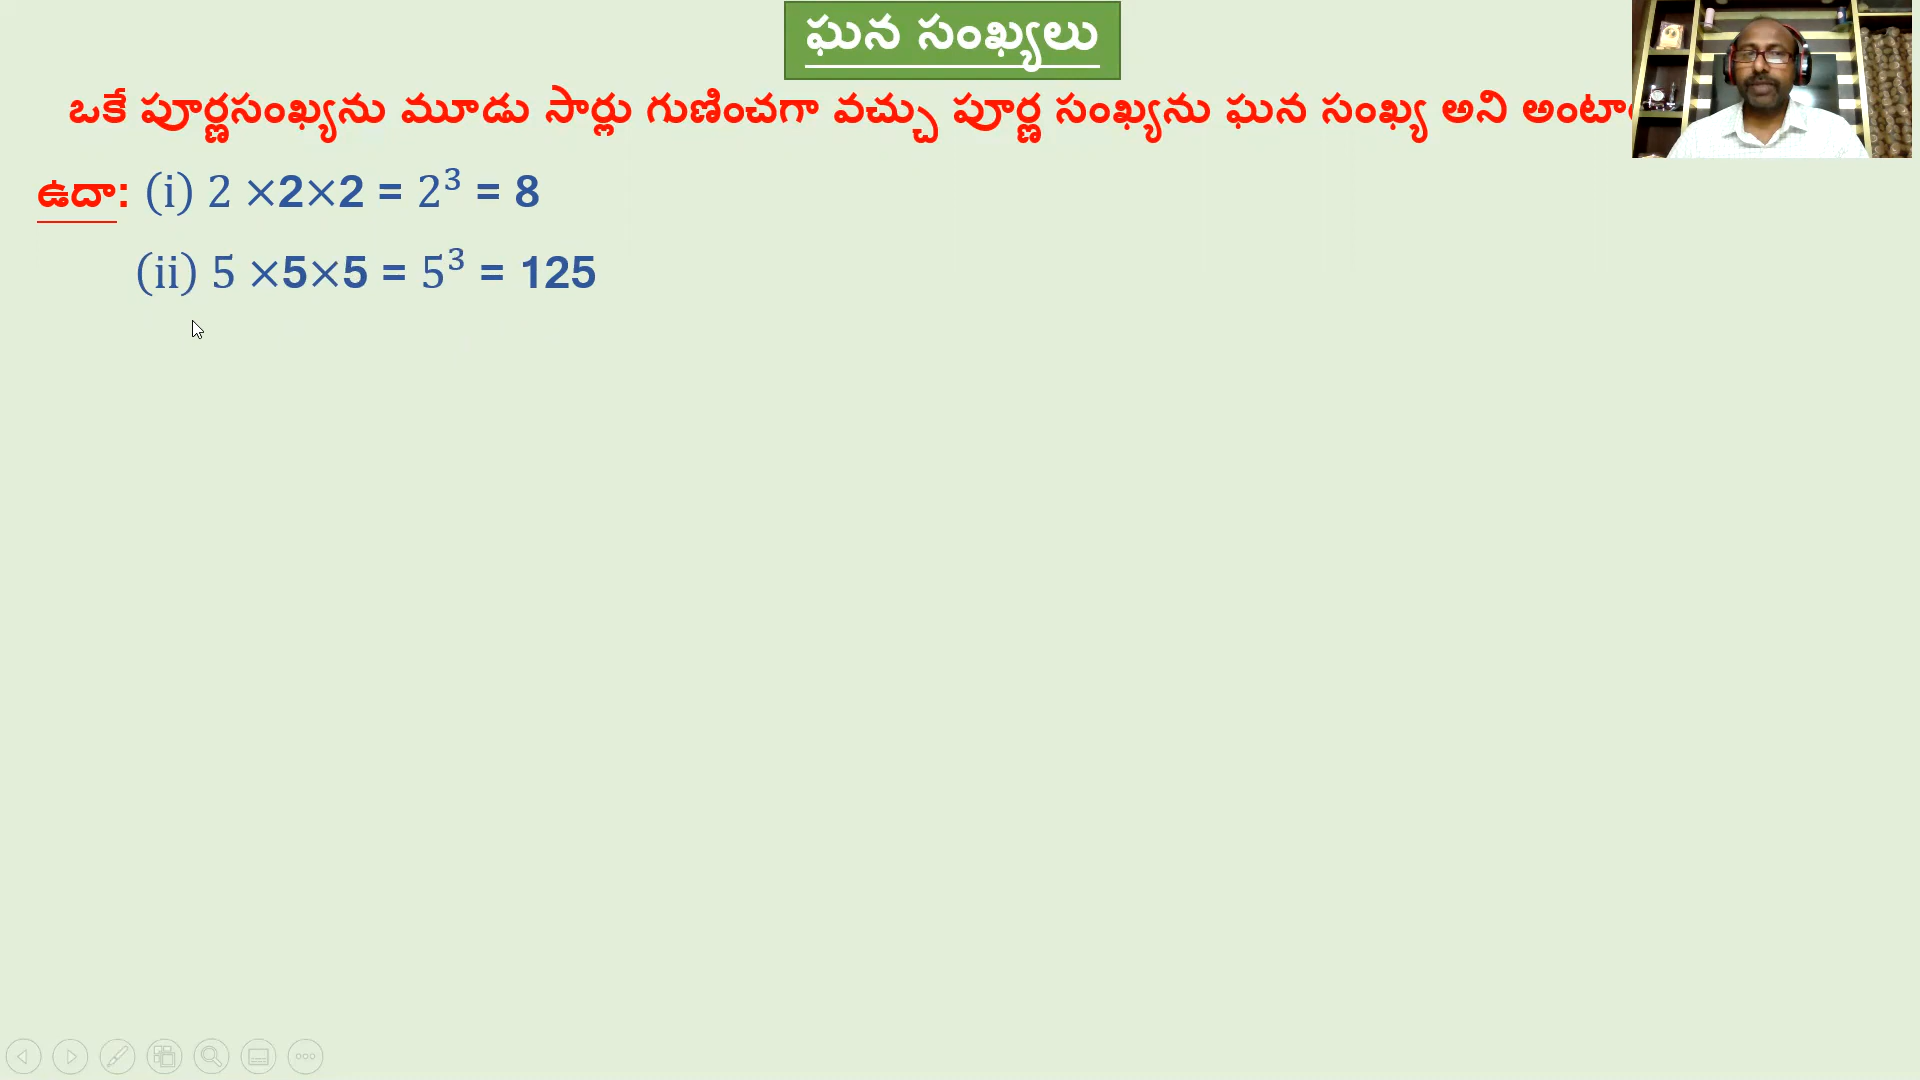 ఘన సంఖ్యలు
ఒకే పూర్ణసంఖ్యను మూడు సార్లు గుణించగా వచ్చు పూర్ణ సంఖ్యను ఘన సంఖ్య అని
ఉదా: (i) 2 ×2×2 = 2³ = 8
(ii) 5 ×5×5 = 5³ = 125